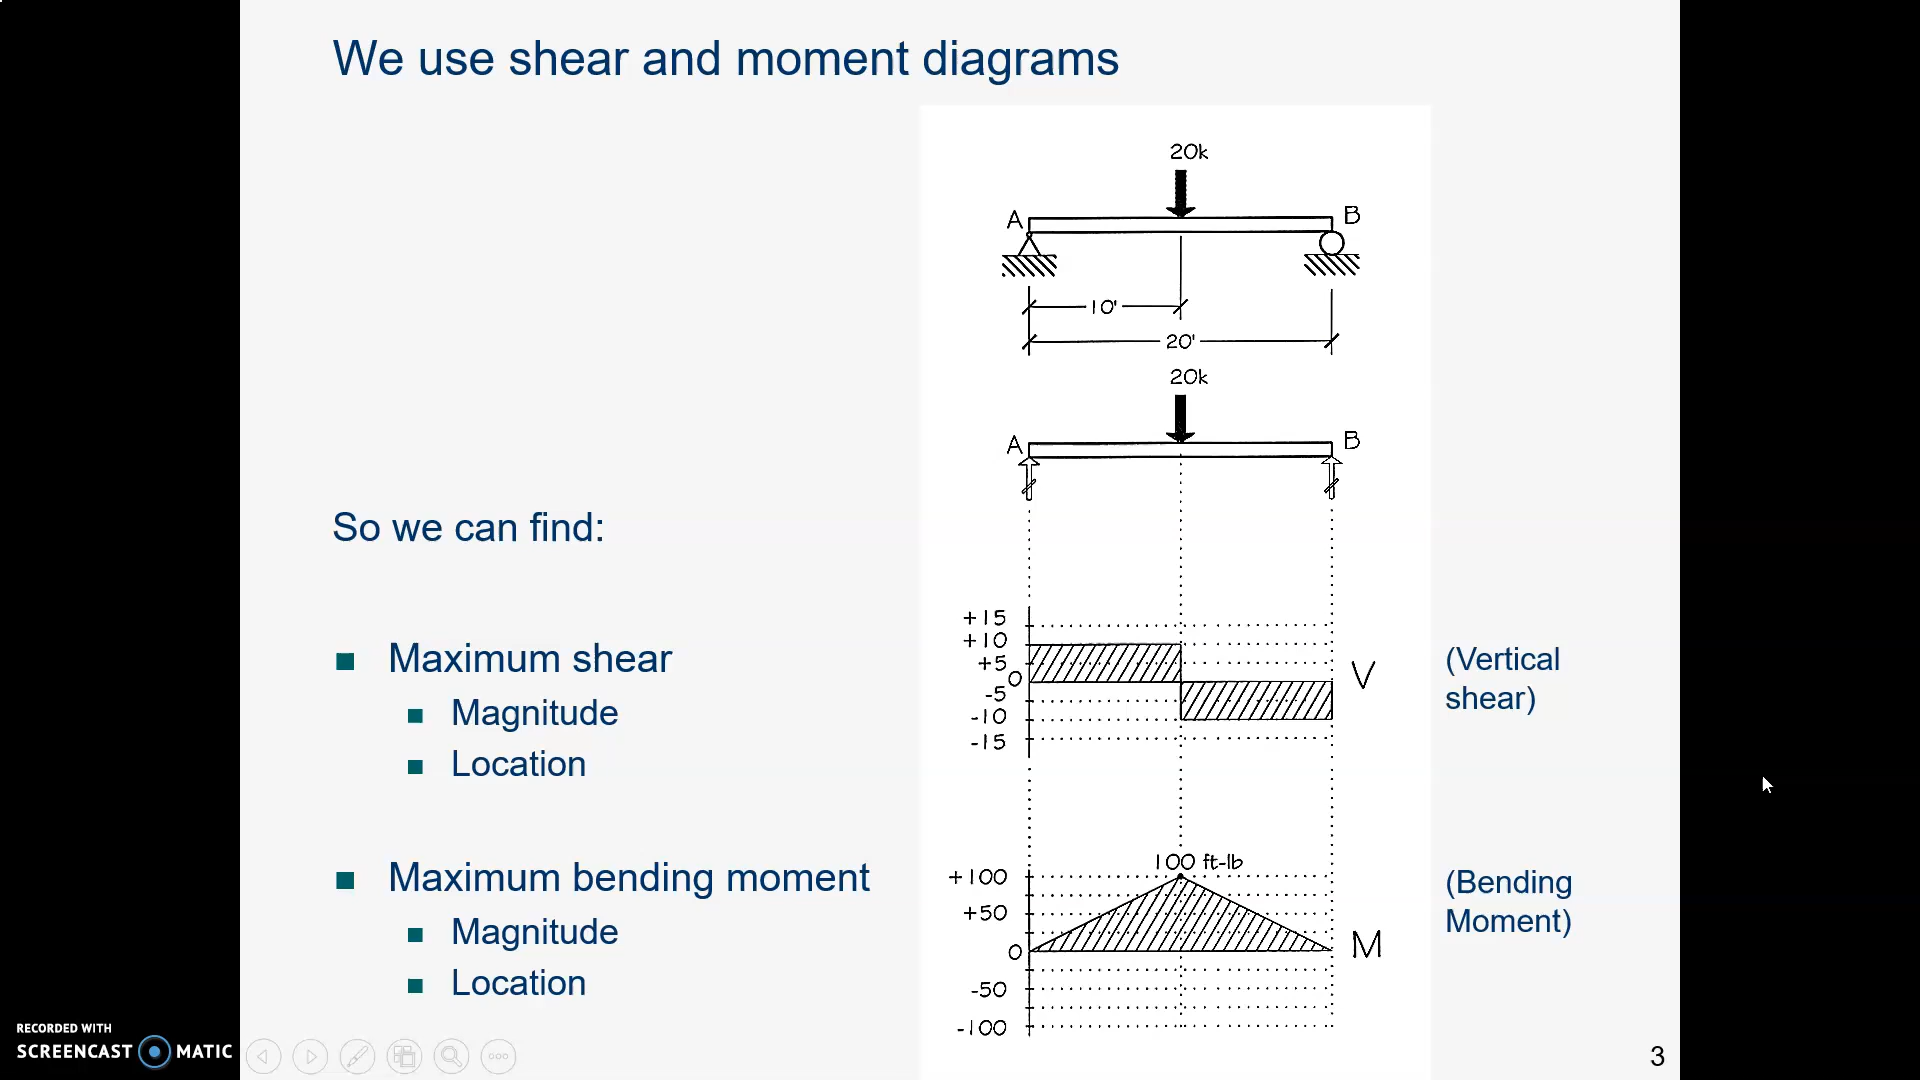 We use shear and moment diagrams
20k
A
B
10'
20'
20k
A
B
So we can find:
Maximum shear
Magnitude
Location
Maximum bending moment
Magnitude
Location
+15
+10
+5
0
-5
-10
-15
V
(Vertical
shear)
100 ft-lb
+100
+50
0
-50
-100
M
(Bending
Moment)
RECORDED WITH
SCREENCAST MATIC
3